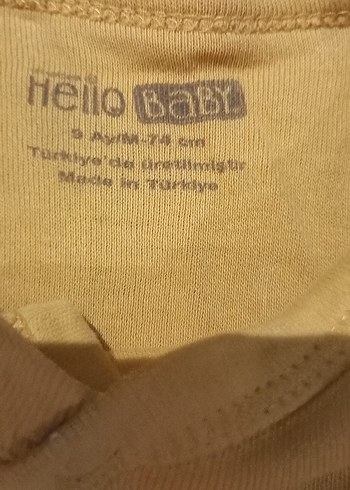 Hello BABY
9 Ay/M-74 cm
Türkiye'de üretilmiştir
Made in Türkiye